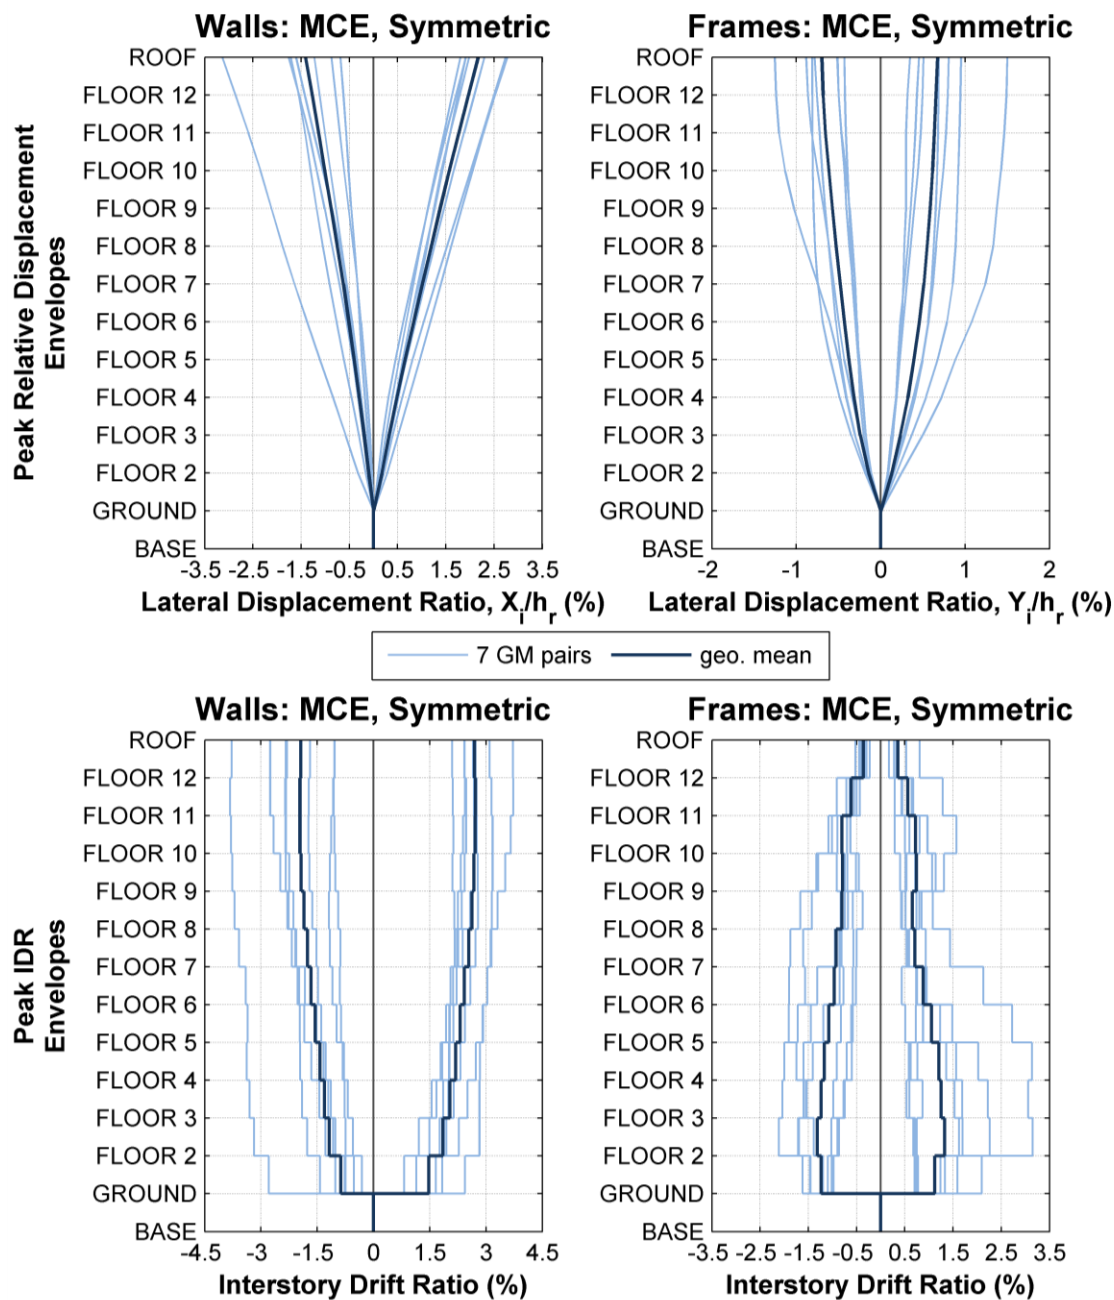 Walls: MCE, Symmetric
Peak Relative Displacement
Envelopes
ROOF
FLOOR 12
FLOOR 11
FLOOR 10
FLOOR 9
FLOOR 8
FLOOR 7
FLOOR 6
FLOOR 5
FLOOR 4
FLOOR 3
FLOOR 2
GROUND
BASE
-3.5 -2.5 -1.5 -0.5 0.5 1.5 2.5 3.5
Lateral Displacement Ratio, X_i/h_r (%)
Frames: MCE, Symmetric
ROOF
FLOOR 12
FLOOR 11
FLOOR 10
FLOOR 9
FLOOR 8
FLOOR 7
FLOOR 6
FLOOR 5
FLOOR 4
FLOOR 3
FLOOR 2
GROUND
BASE
-2 -1 0 1 2
Lateral Displacement Ratio, Y_i/h_r (%)
7 GM pairs geo. mean
Walls: MCE, Symmetric
Peak IDR
Envelopes
ROOF
FLOOR 12
FLOOR 11
FLOOR 10
FLOOR 9
FLOOR 8
FLOOR 7
FLOOR 6
FLOOR 5
FLOOR 4
FLOOR 3
FLOOR 2
GROUND
BASE
-4.5 -3 -1.5 0 1.5 3 4.5
Interstory Drift Ratio (%)
Frames: MCE, Symmetric
ROOF
FLOOR 12
FLOOR 11
FLOOR 10
FLOOR 9
FLOOR 8
FLOOR 7
FLOOR 6
FLOOR 5
FLOOR 4
FLOOR 3
FLOOR 2
GROUND
BASE
-3.5 -2.5 -1.5 -0.5 0.5 1.5 2.5 3.5
Interstory Drift Ratio (%)